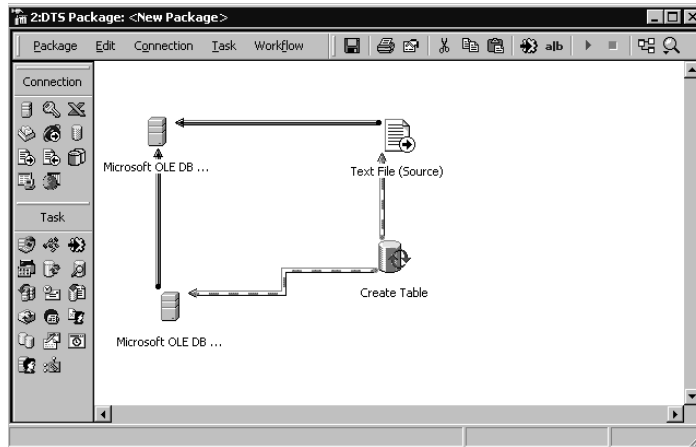 2:DTS Package: <New Package>
Package Edit Connection Task Workflow alb
Connection
Microsoft OLE DB ...
Text File (Source)
Task
Create Table
Microsoft OLE DB ...